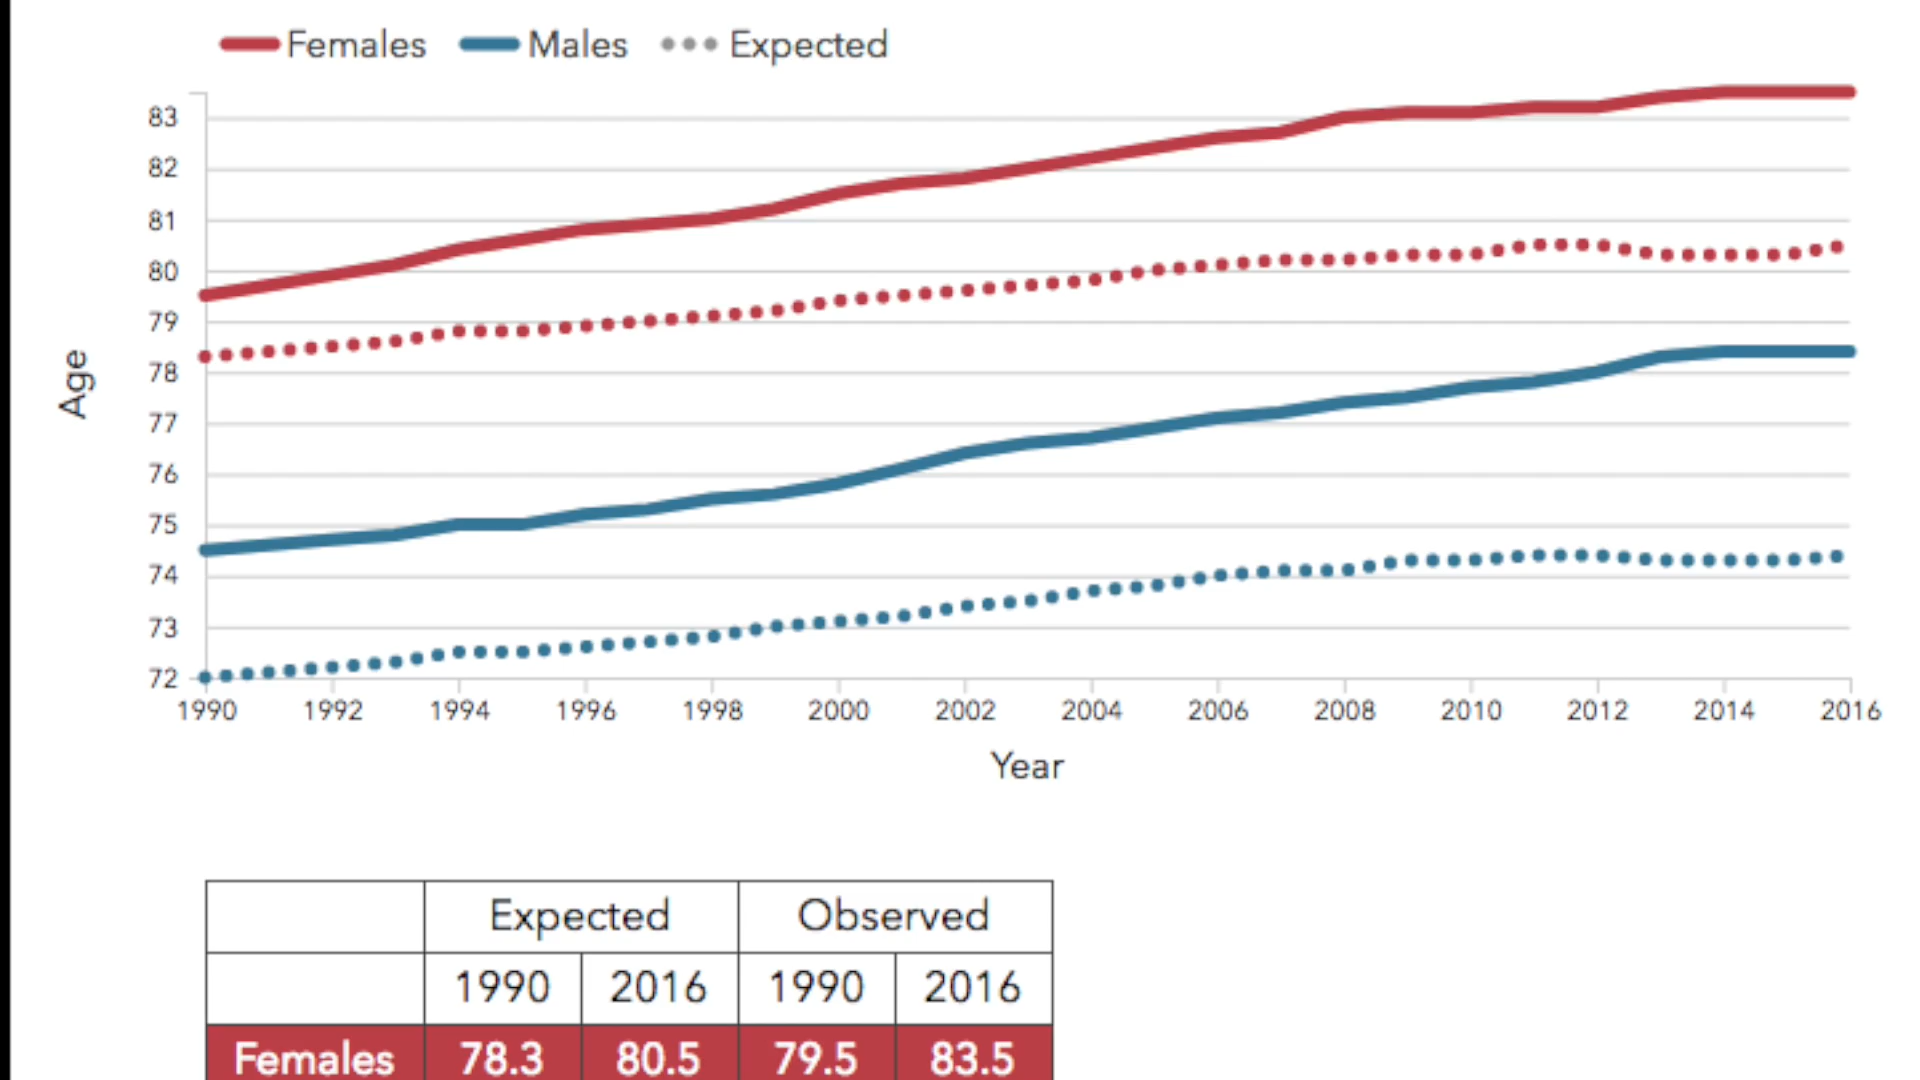 Females Males Expected
83
82
81
80
79
78
77
76
75
74
73
72
Age
1990 1992 1994 1996 1998 2000 2002 2004 2006 2008 2010 2012 2014 2016
Year
Expected Observed
1990 2016 1990 2016
Females 78.3 80.5 79.5 83.5